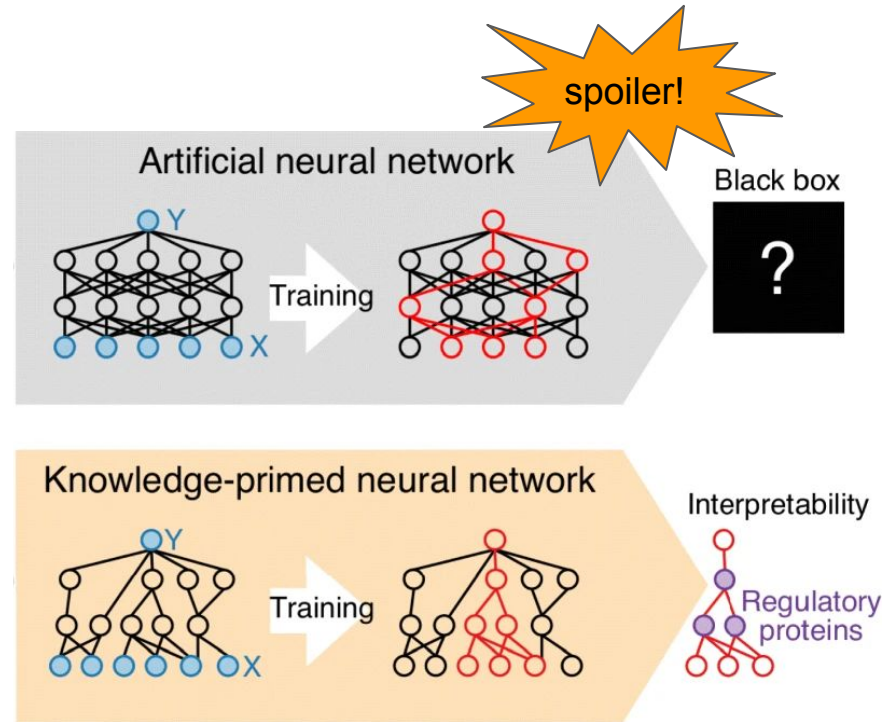 spoiler!
Artificial neural network
Black box
Y
Training
?
X
Knowledge-primed neural network
Interpretability
Y
Training
Regulatory
proteins
X